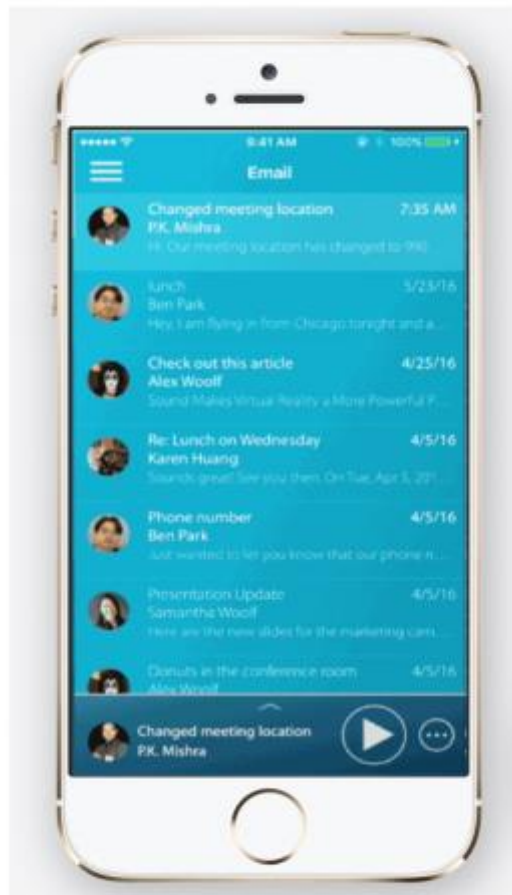 9:41 AM 100%
Email
Changed meeting location 7:35 AM
P.K. Mishra
Hi. Our meeting location has changed to 990
lunch 5/23/16
Ben Park
Hey, I am flying in from Chicago tonight and a...
Check out this article 4/25/16
Alex Woolf
Sound Makes Virtual Reality a More Powerful P...
Re: Lunch on Wednesday 4/5/16
Karen Huang
Sounds great! See you then. On Tue, Apr 5, 201...
Phone number 4/5/16
Ben Park
Just wanted to let you know that our phone n...
Presentation Update 4/5/16
Samantha Woolf
Here are the new slides for the marketing cam...
Donuts in the conference room 4/5/16
Alex Woolf
Changed meeting location
P.K. Mishra